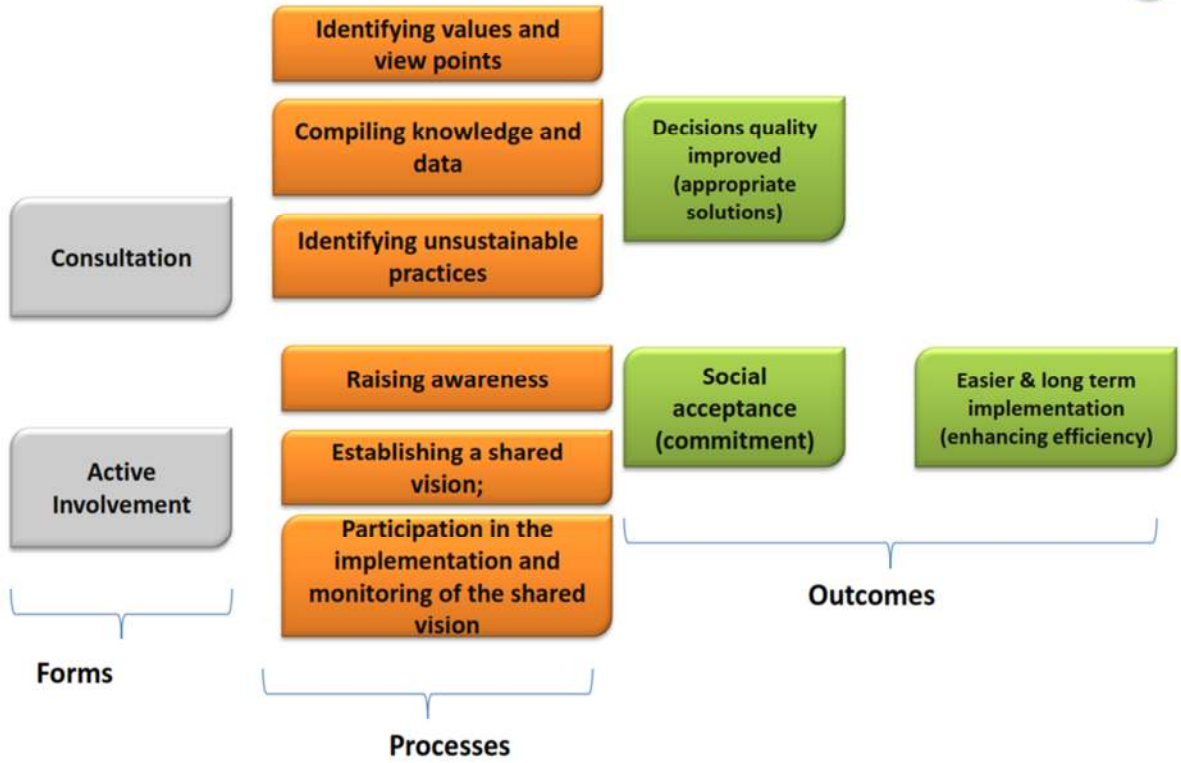 Identifying values and
view points
Compiling knowledge and
data
Identifying unsustainable
practices
Consultation
Decisions quality
improved
(appropriate
solutions)
Raising awareness
Establishing a shared
vision;
Participation in the
implementation and
monitoring of the shared
vision
Active
Involvement
Social
acceptance
(commitment)
Easier & long term
implementation
(enhancing efficiency)
Forms
Processes
Outcomes